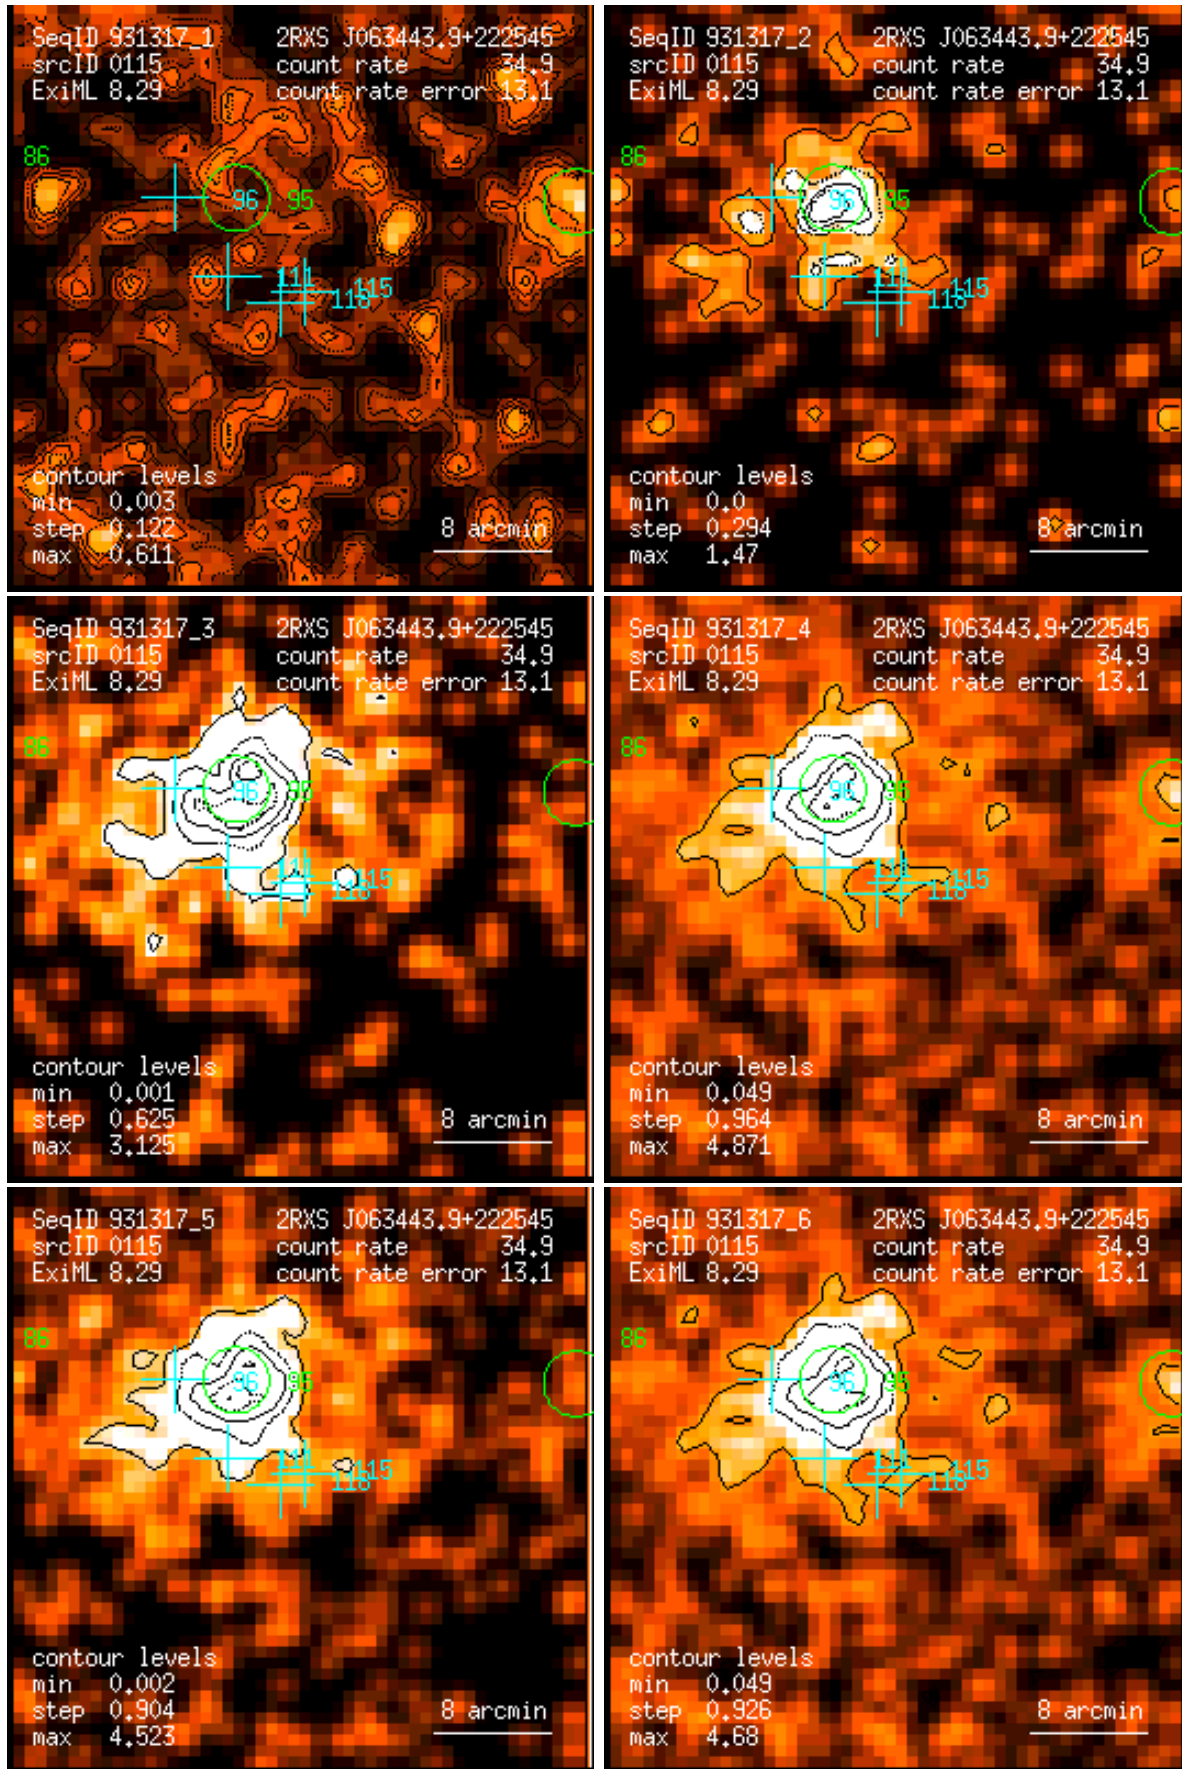 SeqID 931317_1 2RXS J063443.9+222545
srcID 0115 count rate 34.9
ExiML 8.29 count rate error 13.1
86
96 95
111
115
118
contour levels
min 0.003
step 0.122 8 arcmin
max 0.611
SeqID 931317_2 2RXS J063443.9+222545
srcID 0115 count rate 34.9
ExiML 8.29 count rate error 13.1
86
96 95
111
115
118
contour levels
min 0.0
step 0.294 8 arcmin
max 1.47
SeqID 931317_3 2RXS J063443.9+222545
srcID 0115 count rate 34.9
ExiML 8.29 count rate error 13.1
86
96 95
111
115
118
contour levels
min 0.001
step 0.625 8 arcmin
max 3.125
SeqID 931317_4 2RXS J063443.9+222545
srcID 0115 count rate 34.9
ExiML 8.29 count rate error 13.1
86
96 95
111
115
118
contour levels
min 0.049
step 0.964 8 arcmin
max 4.871
SeqID 931317_5 2RXS J063443.9+222545
srcID 0115 count rate 34.9
ExiML 8.29 count rate error 13.1
86
96 95
111
115
118
contour levels
min 0.002
step 0.904 8 arcmin
max 4.523
SeqID 931317_6 2RXS J063443.9+222545
srcID 0115 count rate 34.9
ExiML 8.29 count rate error 13.1
86
96 95
111
115
118
contour levels
min 0.049
step 0.926 8 arcmin
max 4.68